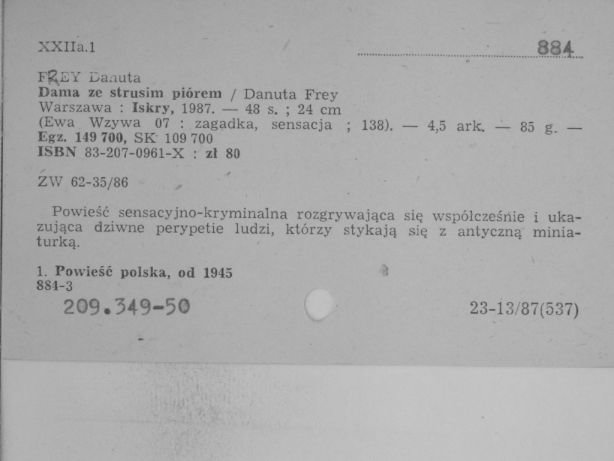 XXIIa.1
884
FREY Danuta
Dama ze strusim piórem / Danuta Frey
Warszawa : Iskry, 1987. — 48 s. ; 24 cm
(Ewa Wzywa 07 : zagadka, sensacja ; 138). — 4,5 ark. — 85 g. —
Egz. 149 700, SK 109 700
ISBN 83-207-0961-X : zł 80
ZW 62-35/86
Powieść sensacyjno-kryminalna rozgrywająca się współcześnie i uka-
zująca dziwne perypetie ludzi, którzy stykają się z antyczną minia-
turką.
1. Powieść polska, od 1945
884-3
209.349-50
23-13/87(537)